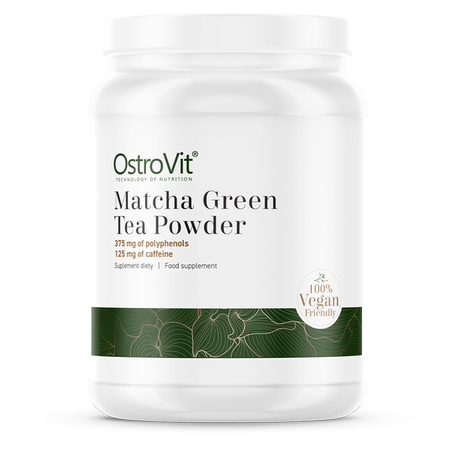 OstroVit®
TECHNOLOGY OF NUTRITION
Matcha Green
Tea Powder
375 mg of polyphenols
125 mg of caffeine
Suplement diety | Food supplement
100%
Vegan
Friendly